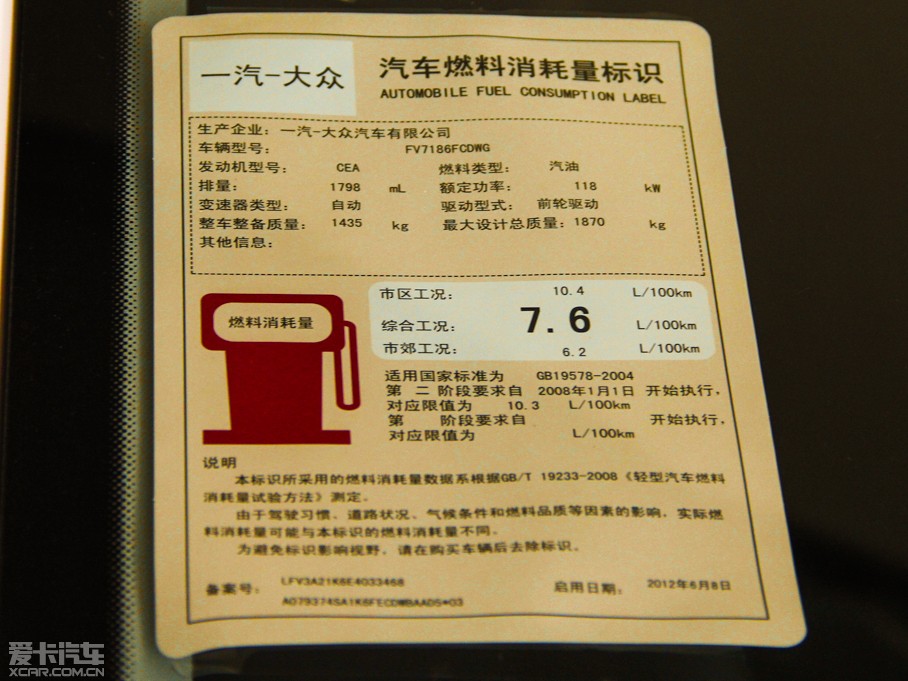 一汽-大众
汽车燃料消耗量标识
AUTOMOBILE FUEL CONSUMPTION LABEL
生产企业: 一汽-大众汽车有限公司
车辆型号: FV7186FCDWG
发动机型号: CEA 燃料类型: 汽油
排量: 1798 mL 额定功率: 118 kW
变速器类型: 自动 驱动型式: 前轮驱动
整车整备质量: 1435 kg 最大设计总质量: 1870 kg
其他信息:
燃料消耗量
市区工况: 10.4 L/100km
综合工况: 7.6 L/100km
市郊工况: 6.2 L/100km
适用国家标准为 GB19578-2004
第 二 阶段要求自 2008年1月1日 开始执行,
对应限值为 10.3 L/100km
第 阶段要求自 开始执行,
对应限值为 L/100km
说明
本标识所采用的燃料消耗量数据系根据GB/T 19233-2008《轻型汽车燃料
消耗量试验方法》测定。
由于驾驶习惯、道路状况、气候条件和燃料品质等因素的影响,实际燃
料消耗量可能与本标识的燃料消耗量不同。
为避免标识影响视野,请在购买车辆后去除标识。
备案号: LFV3A21K6E4033468 启用日期: 2012年6月8日
爱卡汽车
XCAR.COM.CN